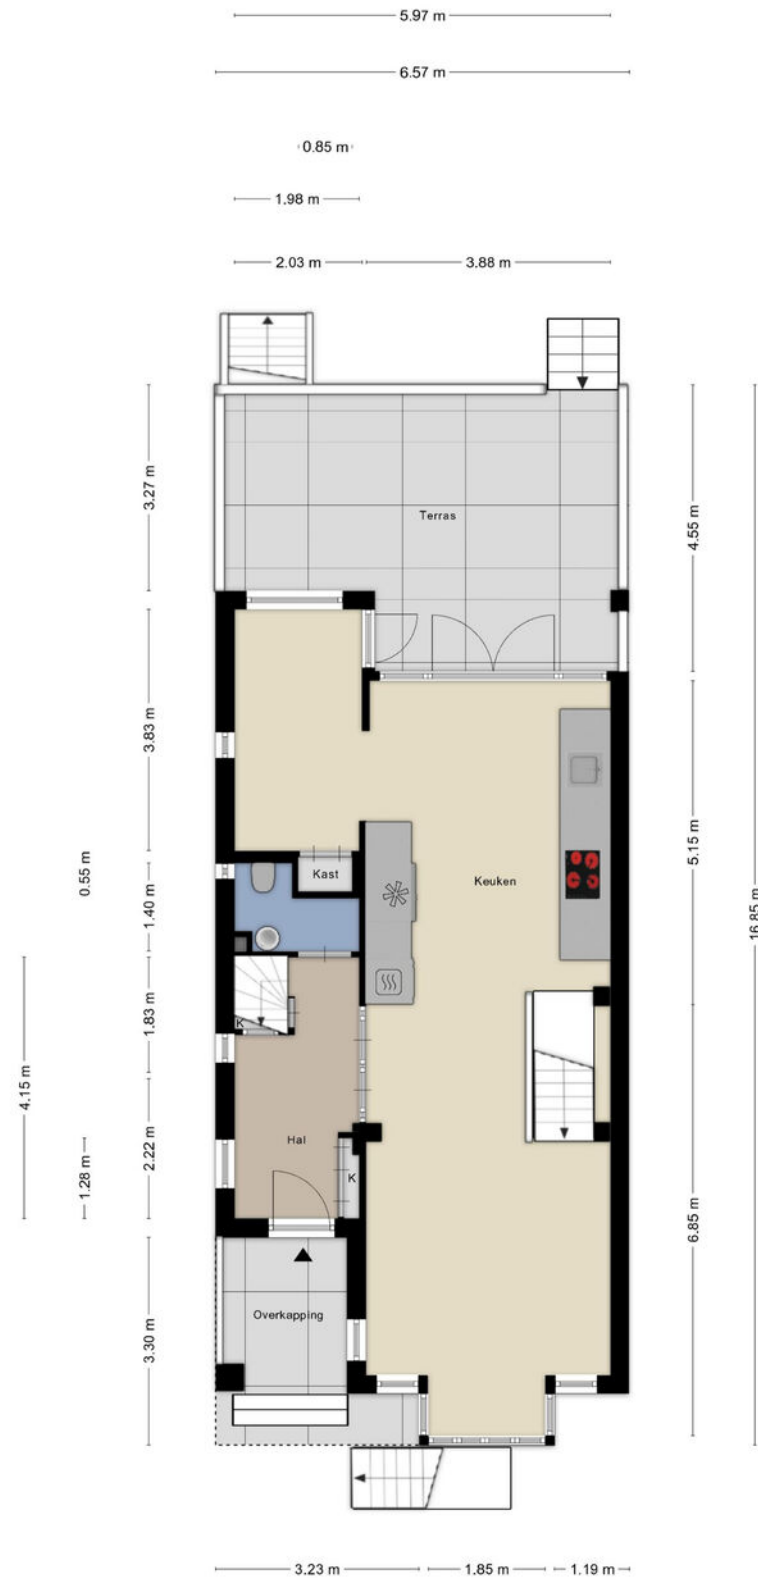 5.97 m
6.57 m
0.85 m
1.98 m
2.03 m
3.88 m
3.27 m
4.55 m
Terras
3.83 m
5.15 m
0.55 m
Kast
Keuken
1.40 m
16.85 m
1.83 m
K
4.15 m
Hal
2.22 m
1.28 m
K
6.85 m
Overkapping
3.30 m
3.23 m
1.85 m
1.19 m